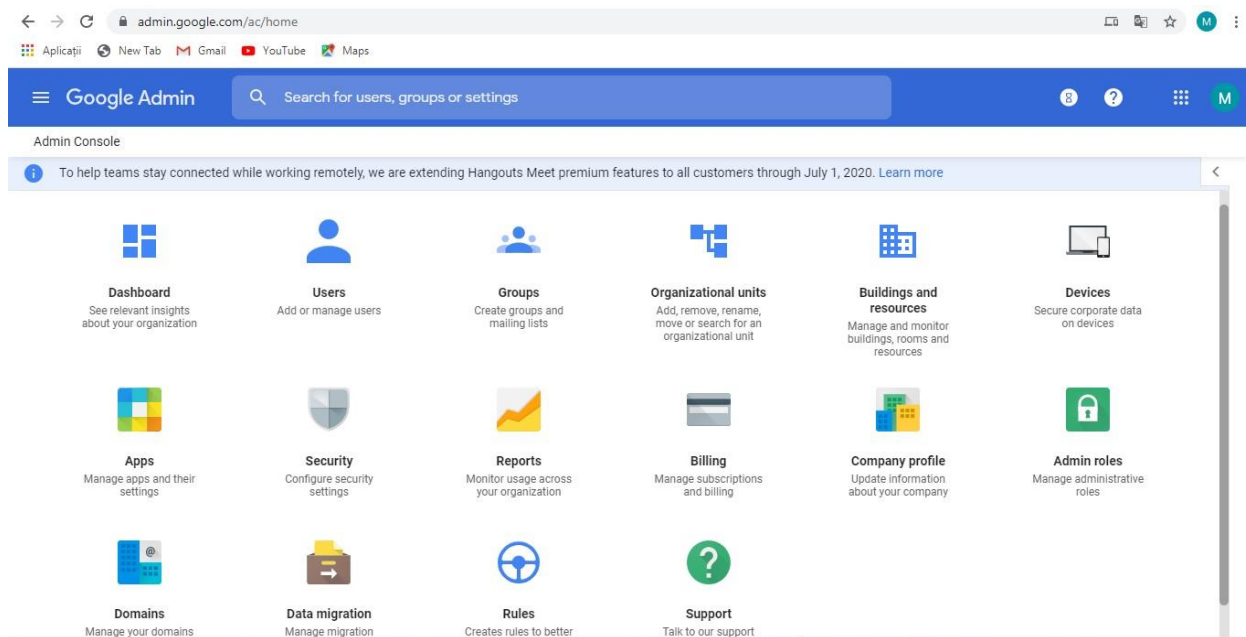 admin.google.com/ac/home
M
Aplicații New Tab Gmail YouTube Maps
Google Admin Search for users, groups or settings
? M
Admin Console
To help teams stay connected while working remotely, we are extending Hangouts Meet premium features to all customers through July 1, 2020. Learn more
Dashboard
See relevant insights
about your organization
Users
Add or manage users
Groups
Create groups and
mailing lists
Organizational units
Add, remove, rename,
move or search for an
organizational unit
Buildings and
resources
Manage and monitor
buildings, rooms and
resources
Devices
Secure corporate data
on devices
Apps
Manage apps and their
settings
Security
Configure security
settings
Reports
Monitor usage across
your organization
Billing
Manage subscriptions
and billing
Company profile
Update information
about your company
Admin roles
Manage administrative
roles
@
Domains
Manage your domains
Data migration
Manage migration
Rules
Creates rules to better
?
Support
Talk to our support